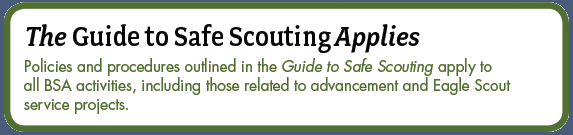 The Guide to Safe Scouting Applies
Policies and procedures outlined in the Guide to Safe Scouting apply to
all BSA activities, including those related to advancement and Eagle Scout
service projects.